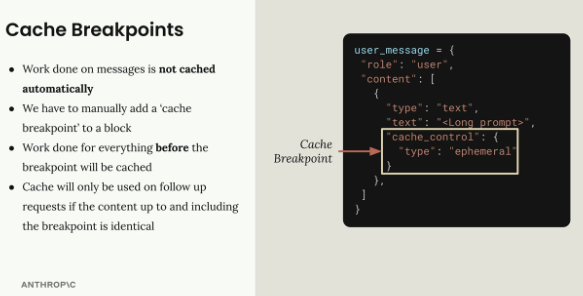 Cache Breakpoints
● Work done on messages is not cached
automatically
● We have to manually add a ‘cache
breakpoint’ to a block
● Work done for everything before the
breakpoint will be cached
● Cache will only be used on follow up
requests if the content up to and including
the breakpoint is identical
ANTHROP\C
Cache
Breakpoint
user_message = {
"role": "user",
"content": [
{
"type": "text",
"text": "<Long prompt>",
"cache_control": {
"type": "ephemeral"
}
},
]
}